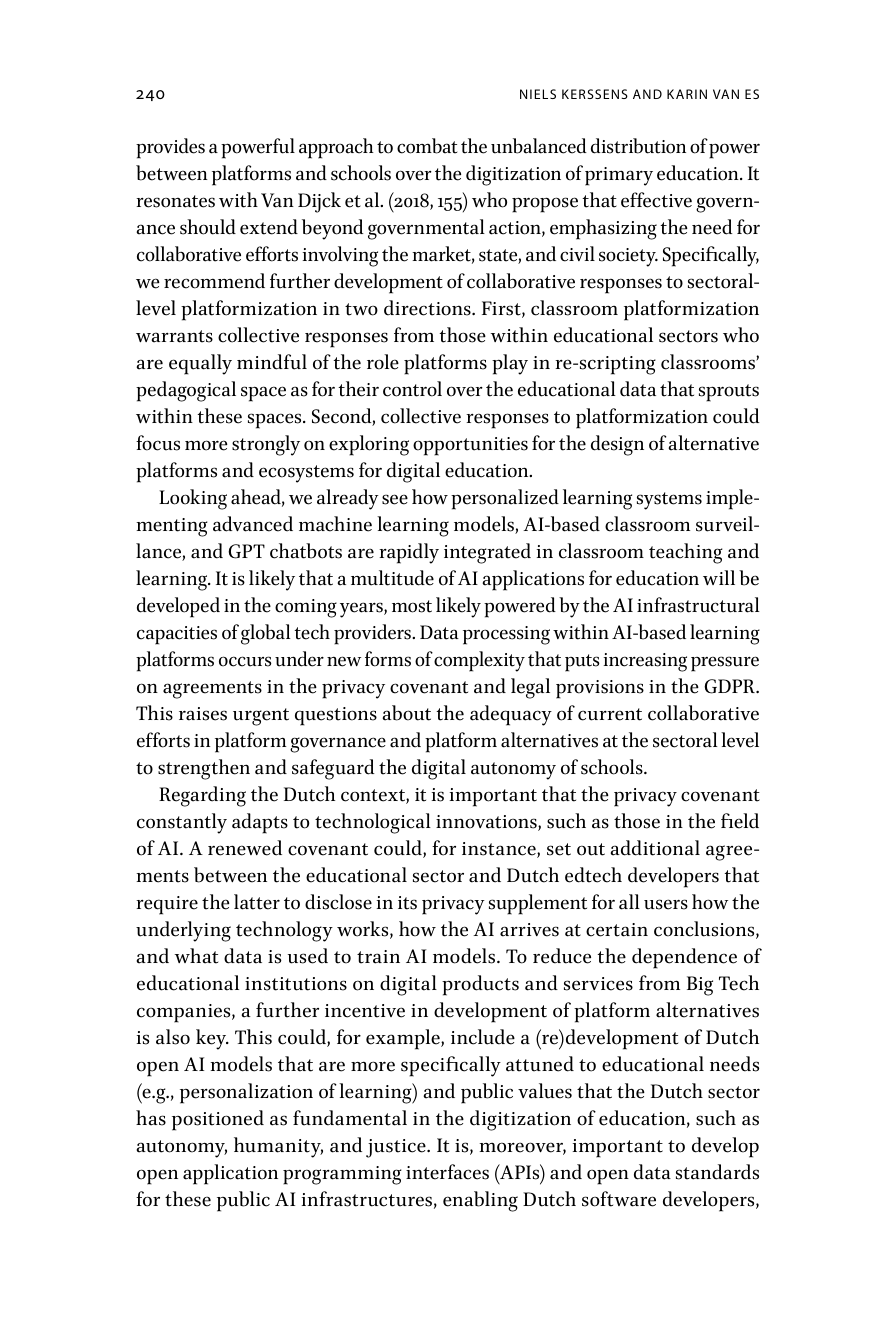 240
NIELS KERSSENS AND KARIN VAN ES
provides a powerful approach to combat the unbalanced distribution of power
between platforms and schools over the digitization of primary education. It
resonates with Van Dijck et al. (2018, 155) who propose that effective govern-
ance should extend beyond governmental action, emphasizing the need for
collaborative efforts involving the market, state, and civil society. Specifically,
we recommend further development of collaborative responses to sectoral-
level platformization in two directions. First, classroom platformization
warrants collective responses from those within educational sectors who
are equally mindful of the role platforms play in re-scripting classrooms’
pedagogical space as for their control over the educational data that sprouts
within these spaces. Second, collective responses to platformization could
focus more strongly on exploring opportunities for the design of alternative
platforms and ecosystems for digital education.
Looking ahead, we already see how personalized learning systems imple-
menting advanced machine learning models, AI-based classroom surveil-
lance, and GPT chatbots are rapidly integrated in classroom teaching and
learning. It is likely that a multitude of AI applications for education will be
developed in the coming years, most likely powered by the AI infrastructural
capacities of global tech providers. Data processing within AI-based learning
platforms occurs under new forms of complexity that puts increasing pressure
on agreements in the privacy covenant and legal provisions in the GDPR.
This raises urgent questions about the adequacy of current collaborative
efforts in platform governance and platform alternatives at the sectoral level
to strengthen and safeguard the digital autonomy of schools.
Regarding the Dutch context, it is important that the privacy covenant
constantly adapts to technological innovations, such as those in the field
of AI. A renewed covenant could, for instance, set out additional agree-
ments between the educational sector and Dutch edtech developers that
require the latter to disclose in its privacy supplement for all users how the
underlying technology works, how the AI arrives at certain conclusions,
and what data is used to train AI models. To reduce the dependence of
educational institutions on digital products and services from Big Tech
companies, a further incentive in development of platform alternatives
is also key. This could, for example, include a (re)development of Dutch
open AI models that are more specifically attuned to educational needs
(e.g., personalization of learning) and public values that the Dutch sector
has positioned as fundamental in the digitization of education, such as
autonomy, humanity, and justice. It is, moreover, important to develop
open application programming interfaces (APIs) and open data standards
for these public AI infrastructures, enabling Dutch software developers,